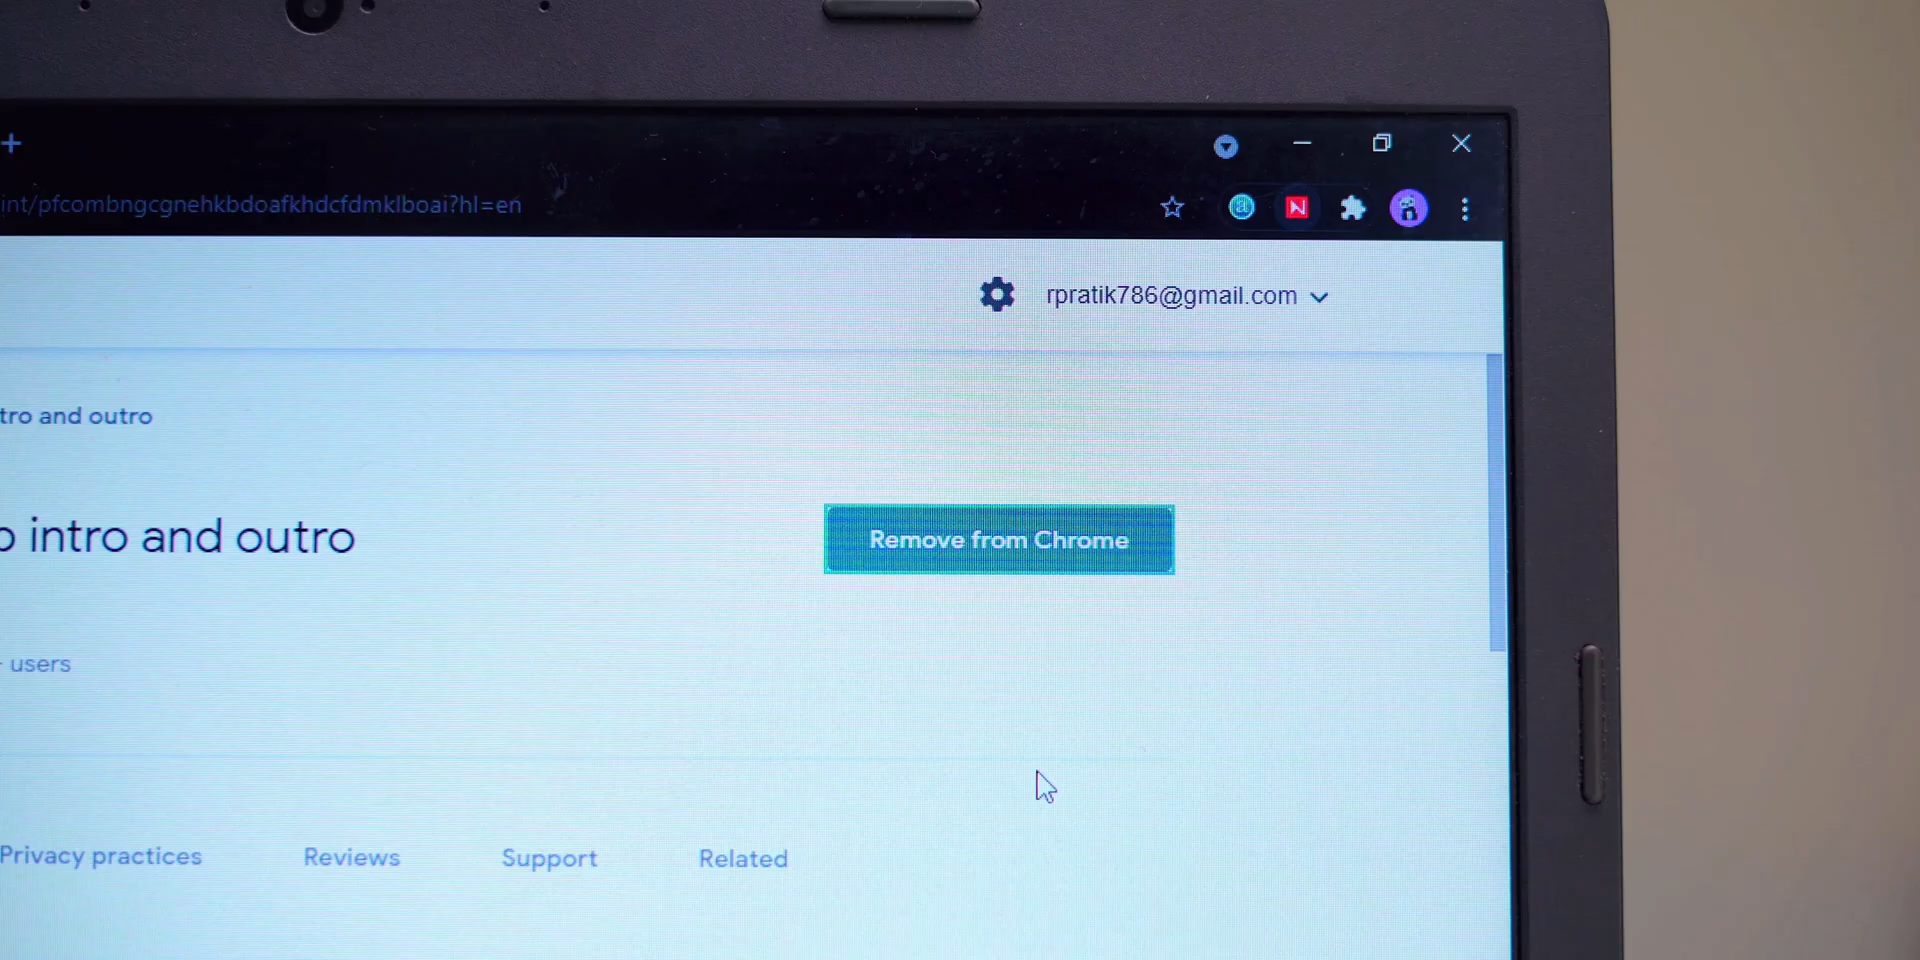 int/pfcombngcgnehkbdoafkhdcfdmklboai?hl=en
N
rpratik786@gmail.com
tro and outro
o intro and outro
Remove from Chrome
users
Privacy practices
Reviews
Support
Related